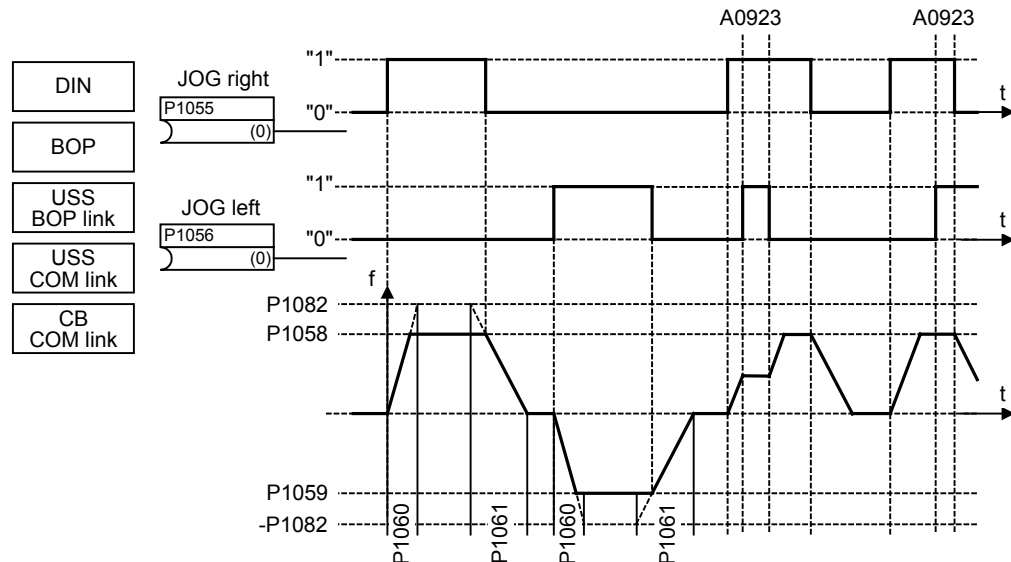 A0923
A0923
DIN
BOP
USS
BOP link
USS
COM link
CB
COM link
JOG right
P1055
(0)
"1"
"0"
t
JOG left
P1056
(0)
"1"
"0"
t
f
P1082
P1058
t
P1059
-P1082
P1060
P1061
P1060
P1061